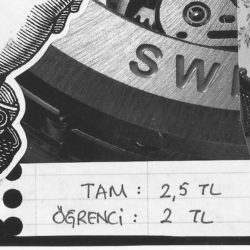 SW
TAM : 2,5 TL
ÖĞRENCİ : 2 TL